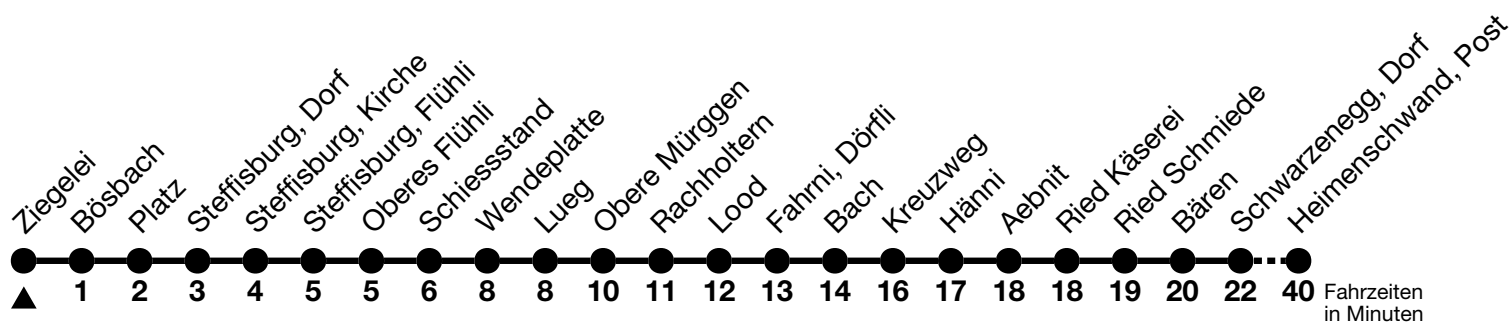 Ziegelei
Bösbach
Platz
Steffisburg, Dorf
Steffisburg, Kirche
Steffisburg, Flühli
Oberes Flühli
Schiessstand
Wendeplatte
Lueg
Obere Mürggen
Rachholtern
Lood
Fahrni, Dörfli
Bach
Kreuzweg
Hänni
Aebnit
Ried Käserei
Ried Schmiede
Bären
Schwarzenegg, Dorf
Heimenschwand, Post
1 2 3 4 5 5 6 8 8 10 11 12 13 14 16 17 18 18 19 20 22 40 Fahrzeiten
in Minuten